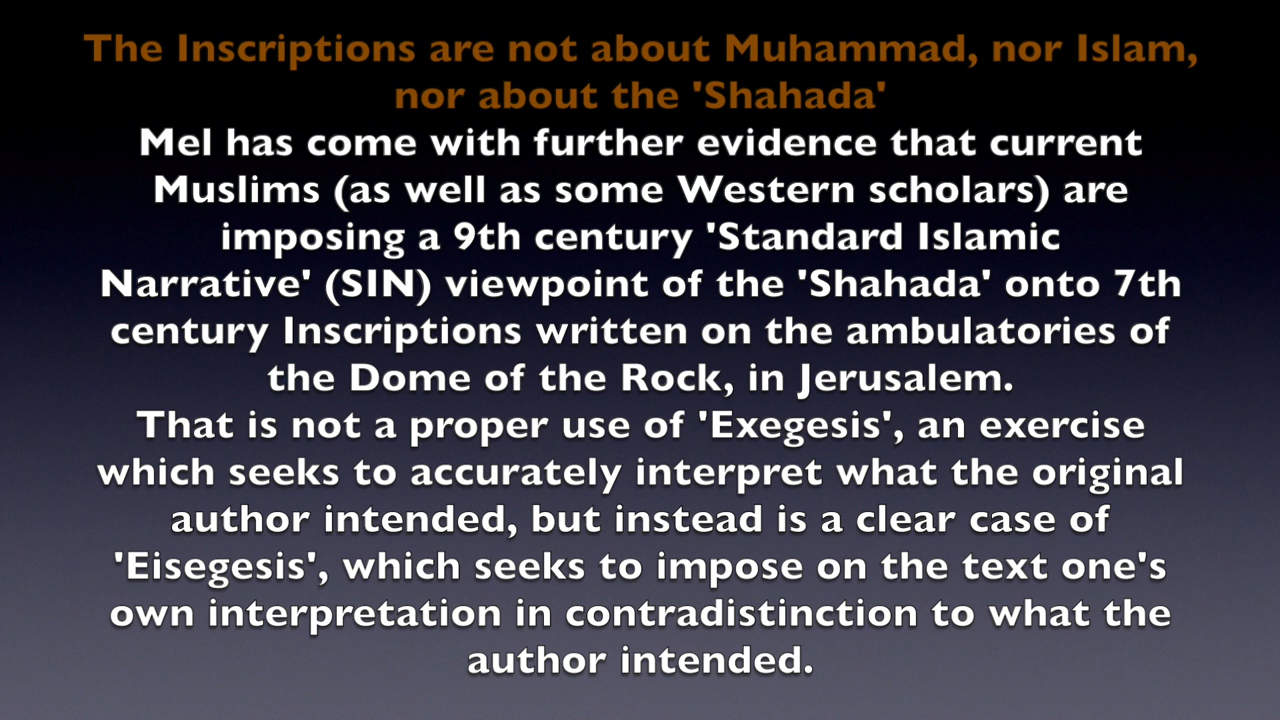 The Inscriptions are not about Muhammad, nor Islam,
nor about the 'Shahada'
Mel has come with further evidence that current
Muslims (as well as some Western scholars) are
imposing a 9th century 'Standard Islamic
Narrative' (SIN) viewpoint of the 'Shahada' onto 7th
century Inscriptions written on the ambulatories of
the Dome of the Rock, in Jerusalem.
That is not a proper use of 'Exegesis', an exercise
which seeks to accurately interpret what the original
author intended, but instead is a clear case of
'Eisegesis', which seeks to impose on the text one's
own interpretation in contradistinction to what the
author intended.